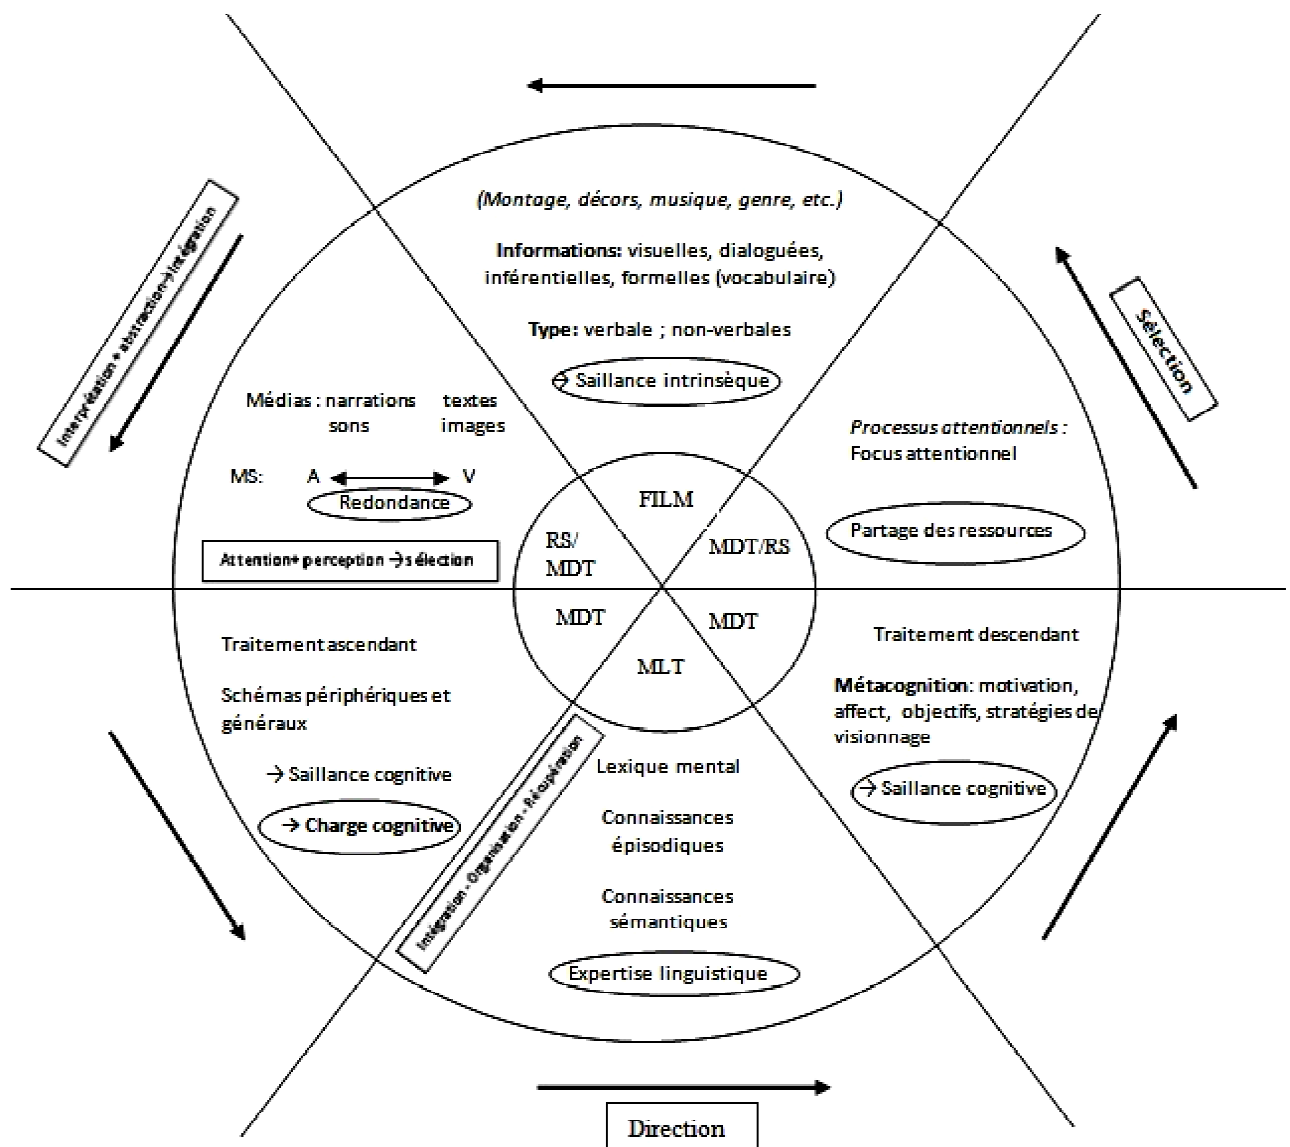 (Montage, décors, musique, genre, etc.)
Informations: visuelles, dialoguées,
inférentielles, formelles (vocabulaire)
Type: verbale ; non-verbales
→ Saillance intrinsèque
Interprétation + abstraction→Intégration
Sélection
Médias : narrations textes
sons images
MS: A V
Redondance
Attention+ perception → sélection
Processus attentionnels :
Focus attentionnel
Partage des ressources
FILM
RS/
MDT
MDT/RS
MDT
MDT
MLT
Traitement ascendant
Schémas périphériques et
généraux
→ Saillance cognitive
→ Charge cognitive
Traitement descendant
Métacognition: motivation,
affect, objectifs, stratégies de
visionnage
→ Saillance cognitive
Intégration - Organisation - Récupération
Lexique mental
Connaissances
épisodiques
Connaissances
sémantiques
Expertise linguistique
Direction